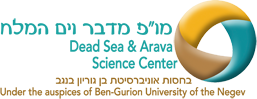 מו"פ מדבר וים המלח
Dead Sea & Arava
Science Center
בחסות אוניברסיטת בן גוריון בנגב
Under the auspices of Ben-Gurion University of the Negev